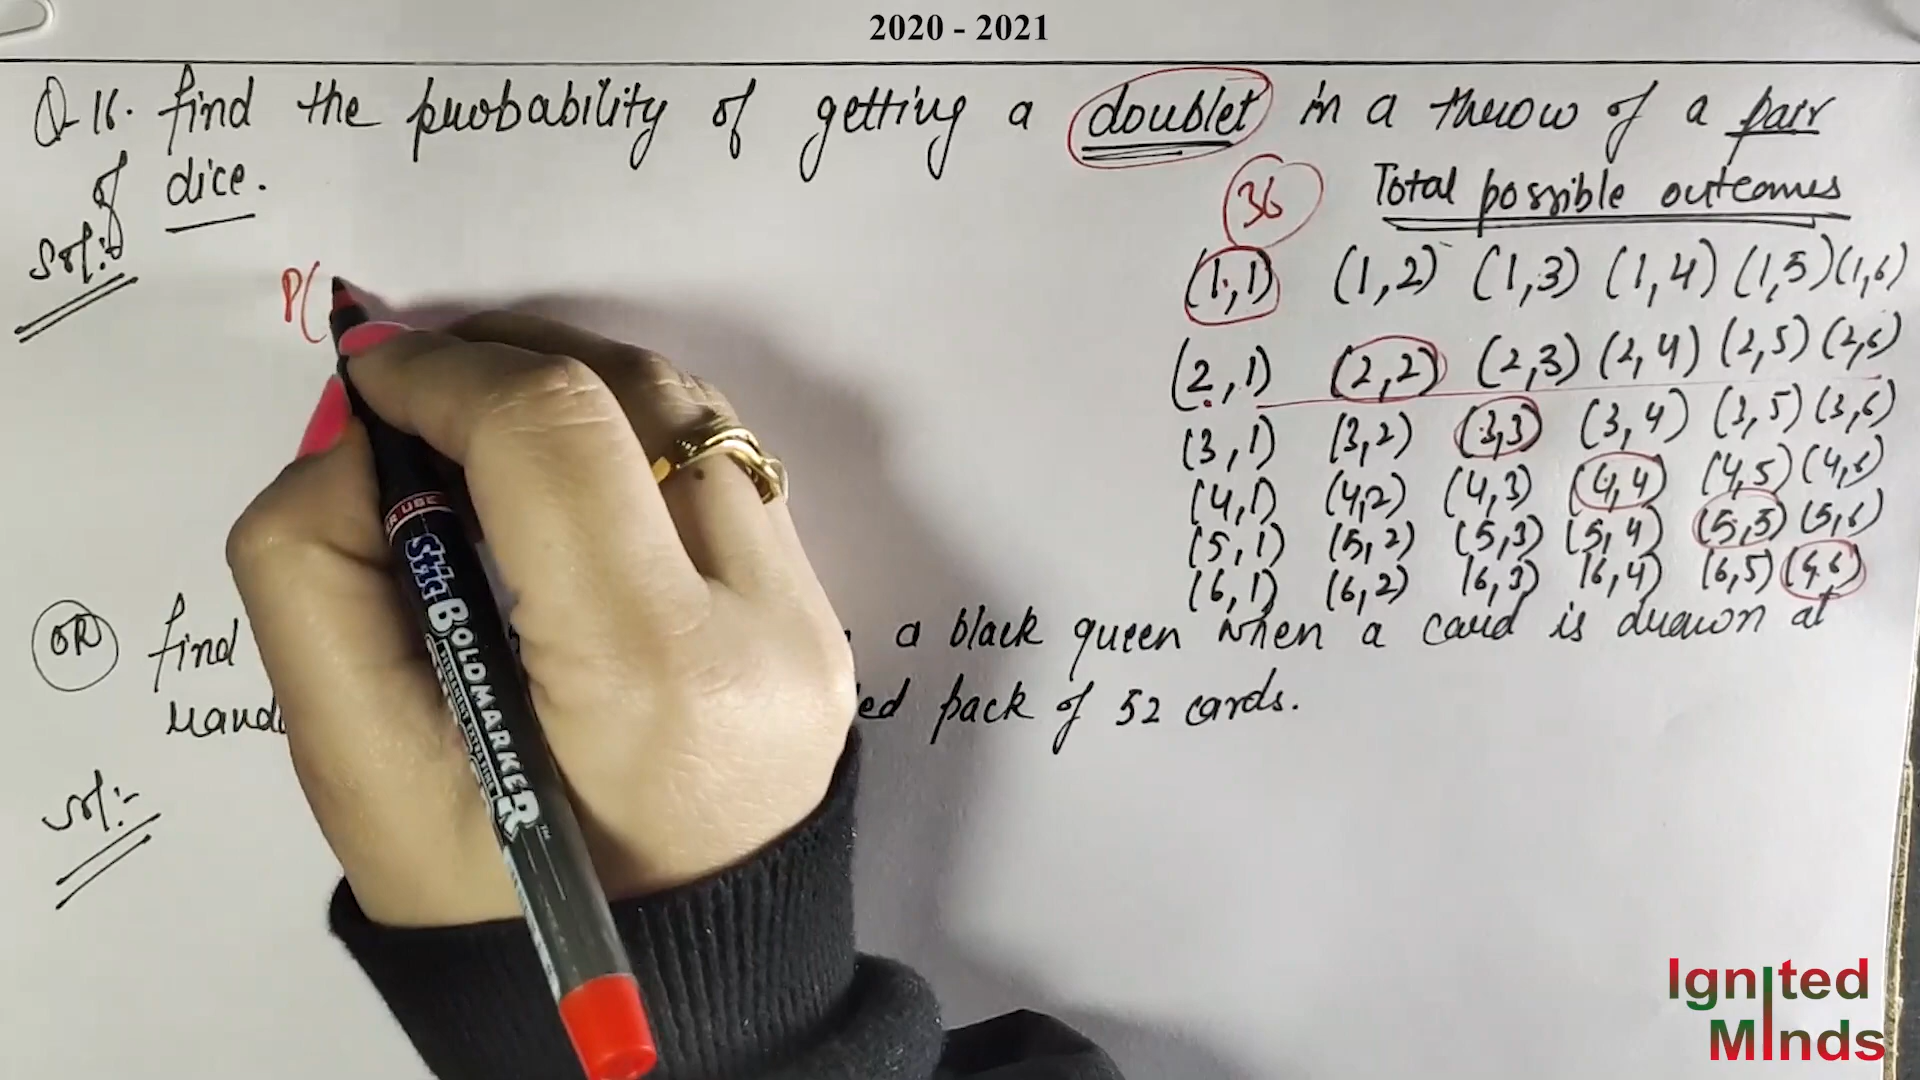 2020 - 2021
Q-16. find the probability of getting a doublet in a throw of a pair
of dice.
Sol:-
36 Total possible outcomes
P(
(1,1) (1,2) (1,3) (1,4) (1,5) (1,6)
(2,1) (2,2) (2,3) (2,4) (2,5) (2,6)
(3,1) (3,2) (3,3) (3,4) (3,5) (3,6)
(4,1) (4,2) (4,3) (4,4) (4,5) (4,6)
(5,1) (5,2) (5,3) (5,4) (5,5) (5,6)
(6,1) (6,2) (6,3) (6,4) (6,5) (6,6)
OR find a black queen when a card is drawn at
ed pack of 52 cards.
Sol:-
Stic BOLDMARKER
Ignited
Minds